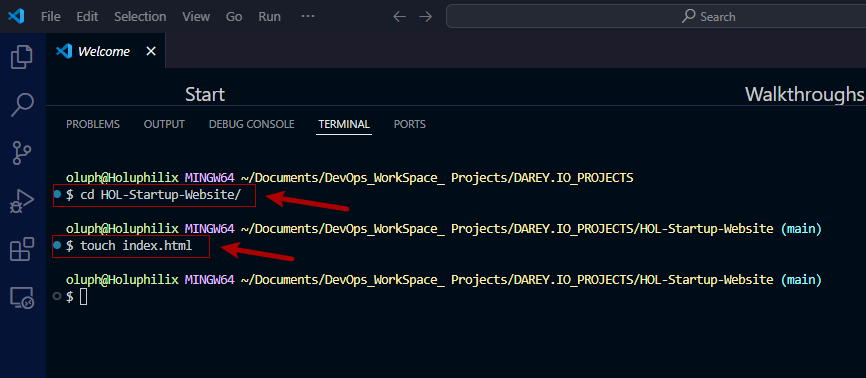 File Edit Selection View Go Run ··· Search
Welcome
Start Walkthroughs
PROBLEMS OUTPUT DEBUG CONSOLE TERMINAL PORTS
oluph@Holuphilix MINGW64 ~/Documents/DevOps_WorkSpace_ Projects/DAREY.IO_PROJECTS
$ cd HOL-Startup-Website/
oluph@Holuphilix MINGW64 ~/Documents/DevOps_WorkSpace_ Projects/DAREY.IO_PROJECTS/HOL-Startup-Website (main)
$ touch index.html
oluph@Holuphilix MINGW64 ~/Documents/DevOps_WorkSpace_ Projects/DAREY.IO_PROJECTS/HOL-Startup-Website (main)
$